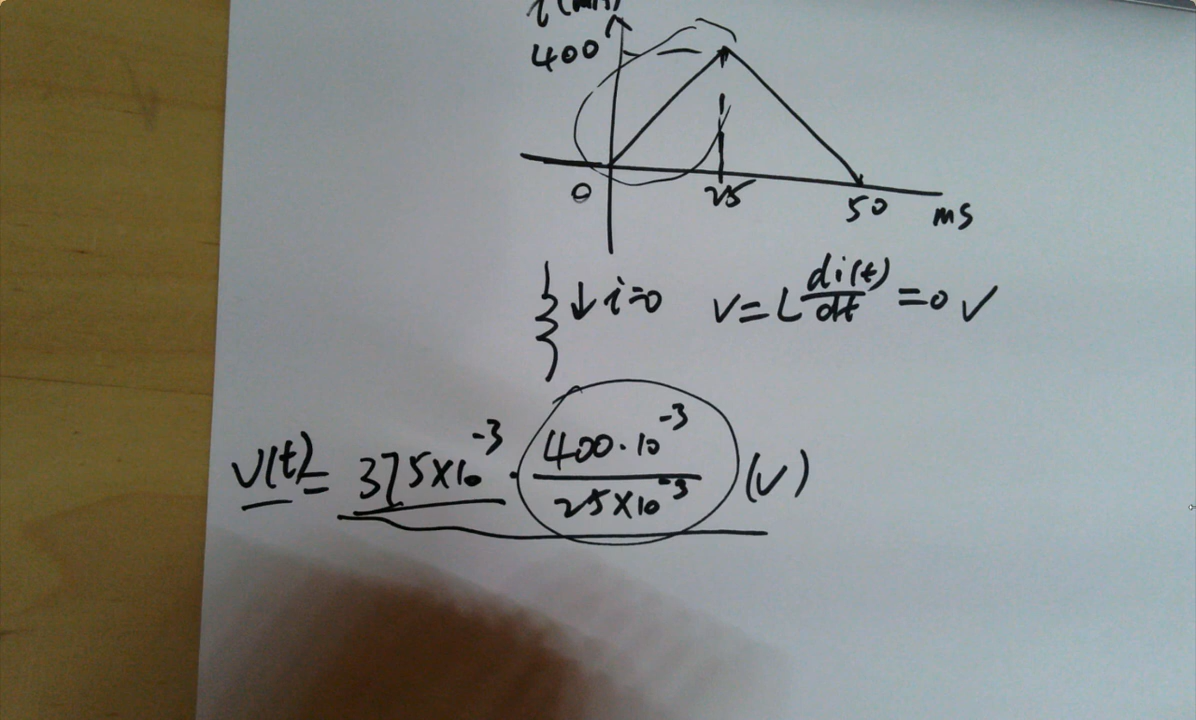 i(mA)
400
0 25 50 ms
↓ i=0 v=L di(t)/dt =0 V
v(t)= 375×10⁻³ · 400·10⁻³/25×10⁻³ (V)